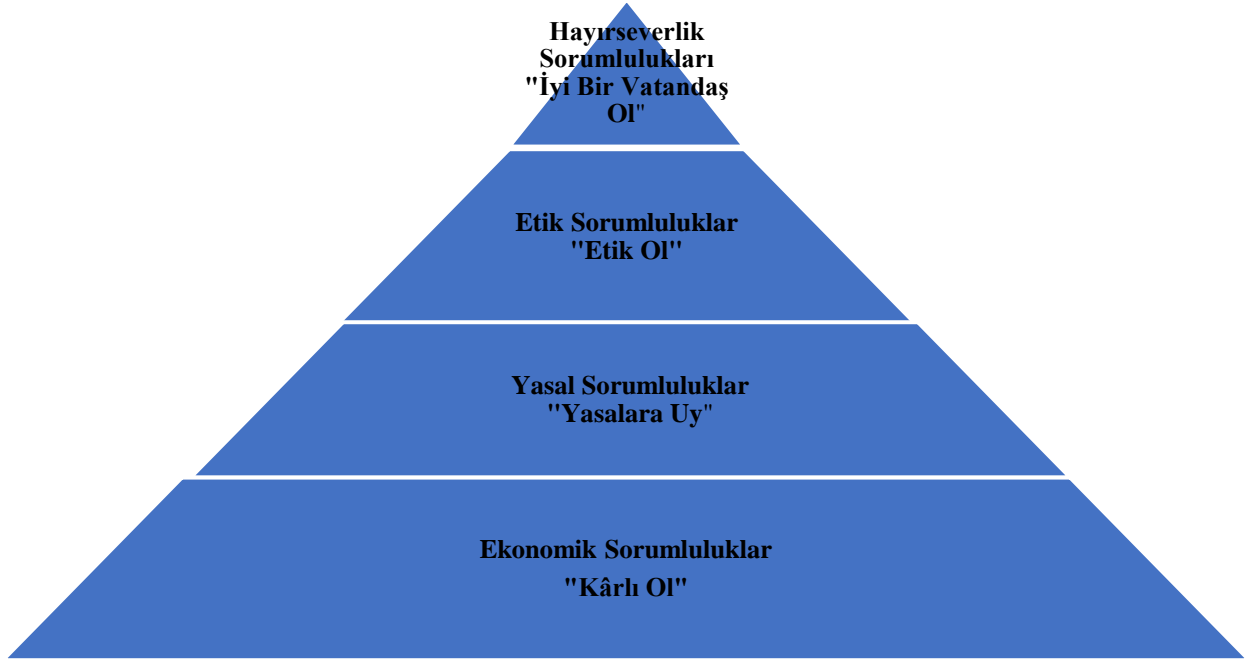 Hayırseverlik
Sorumlulukları
"İyi Bir Vatandaş
Ol"
Etik Sorumluluklar
"Etik Ol"
Yasal Sorumluluklar
"Yasalara Uy"
Ekonomik Sorumluluklar
"Kârlı Ol"